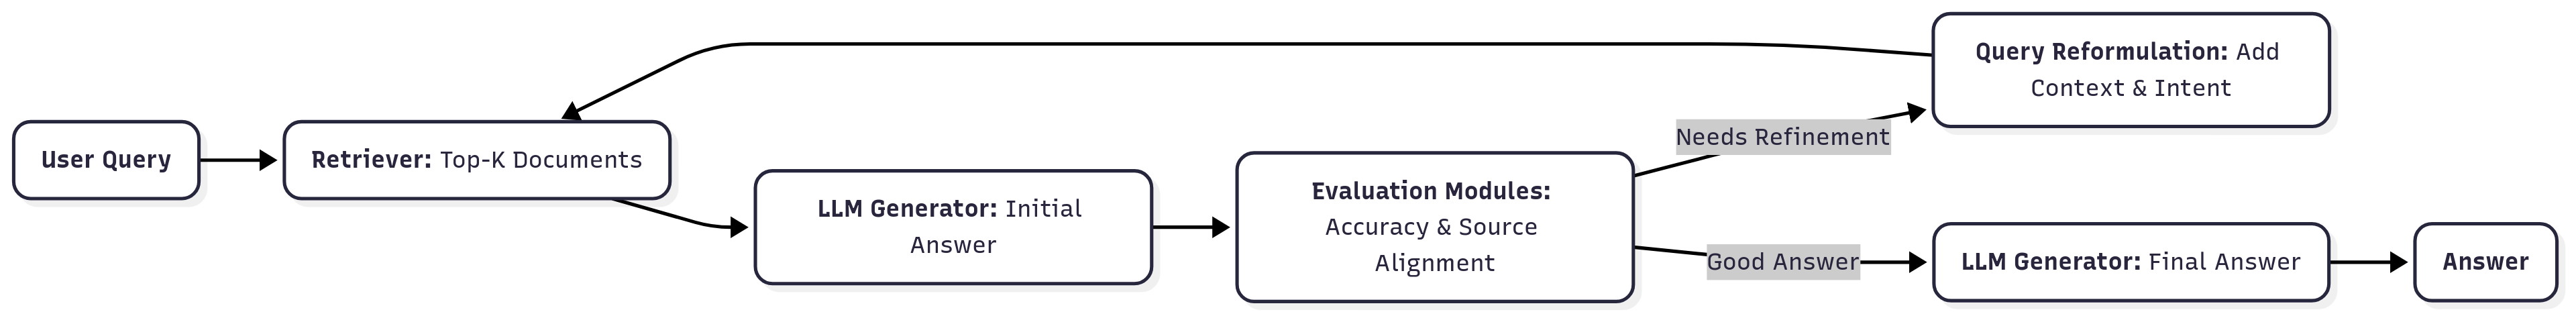 User Query
Retriever: Top-K Documents
LLM Generator: Initial
Answer
Evaluation Modules:
Accuracy & Source
Alignment
Needs Refinement
Query Reformulation: Add
Context & Intent
Good Answer
LLM Generator: Final Answer
Answer